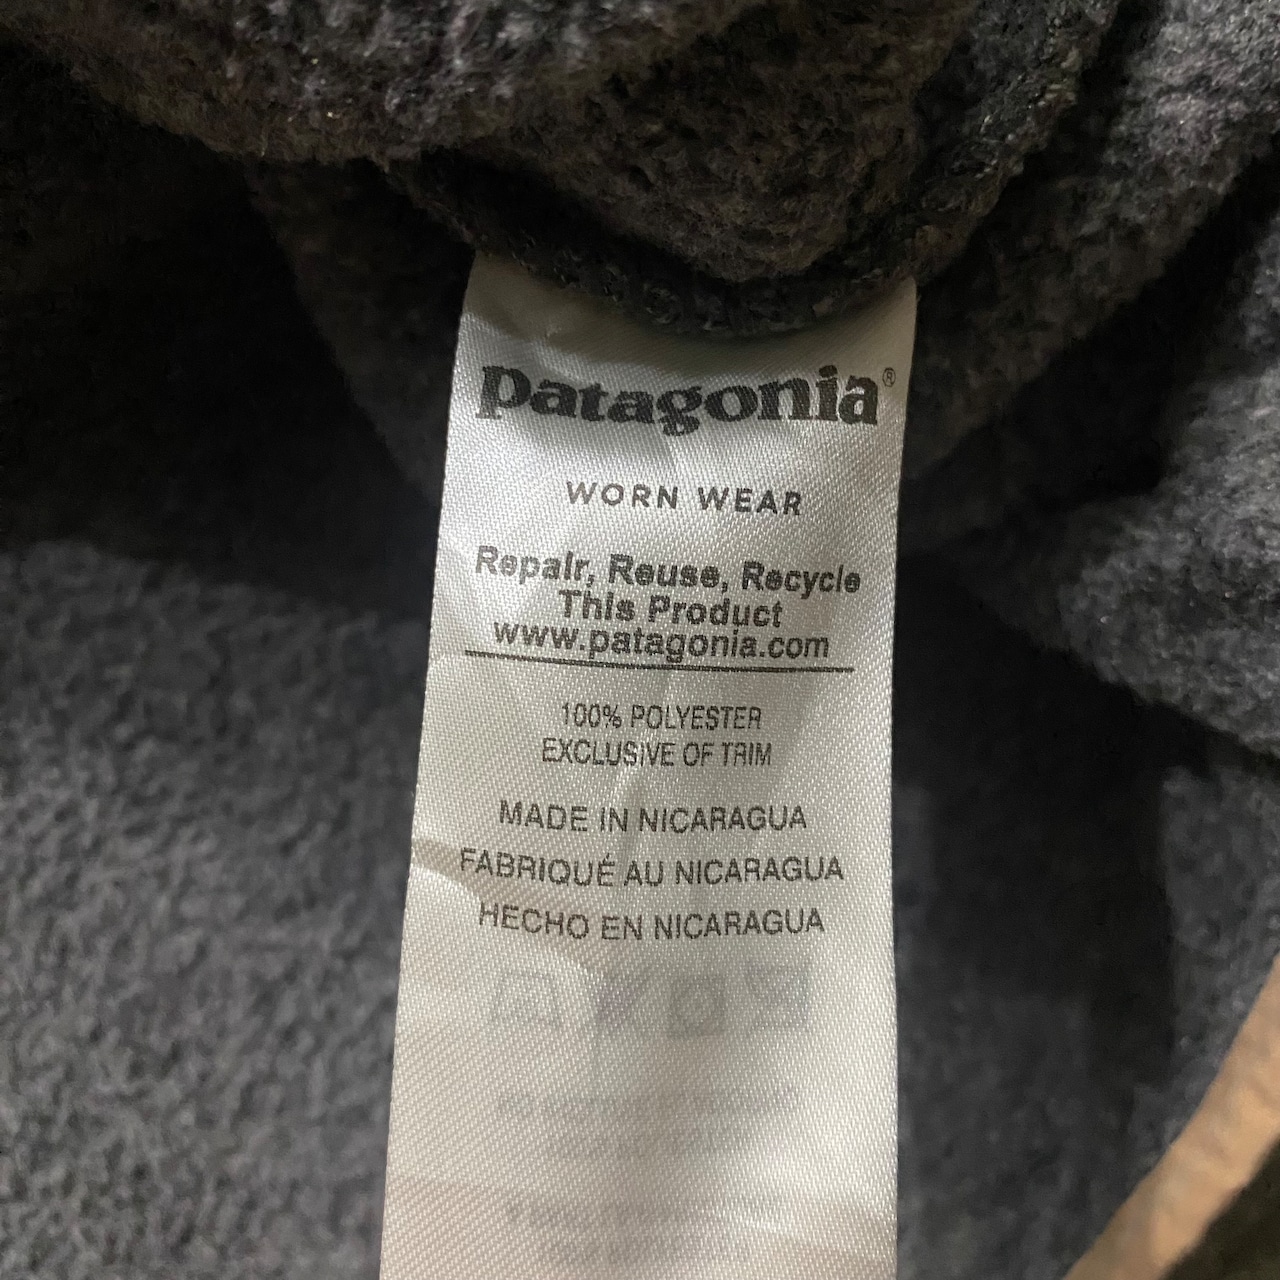 patagonia®
WORN WEAR
Repair, Reuse, Recycle
This Product
www.patagonia.com
100% POLYESTER
EXCLUSIVE OF TRIM
MADE IN NICARAGUA
FABRIQUÉ AU NICARAGUA
HECHO EN NICARAGUA